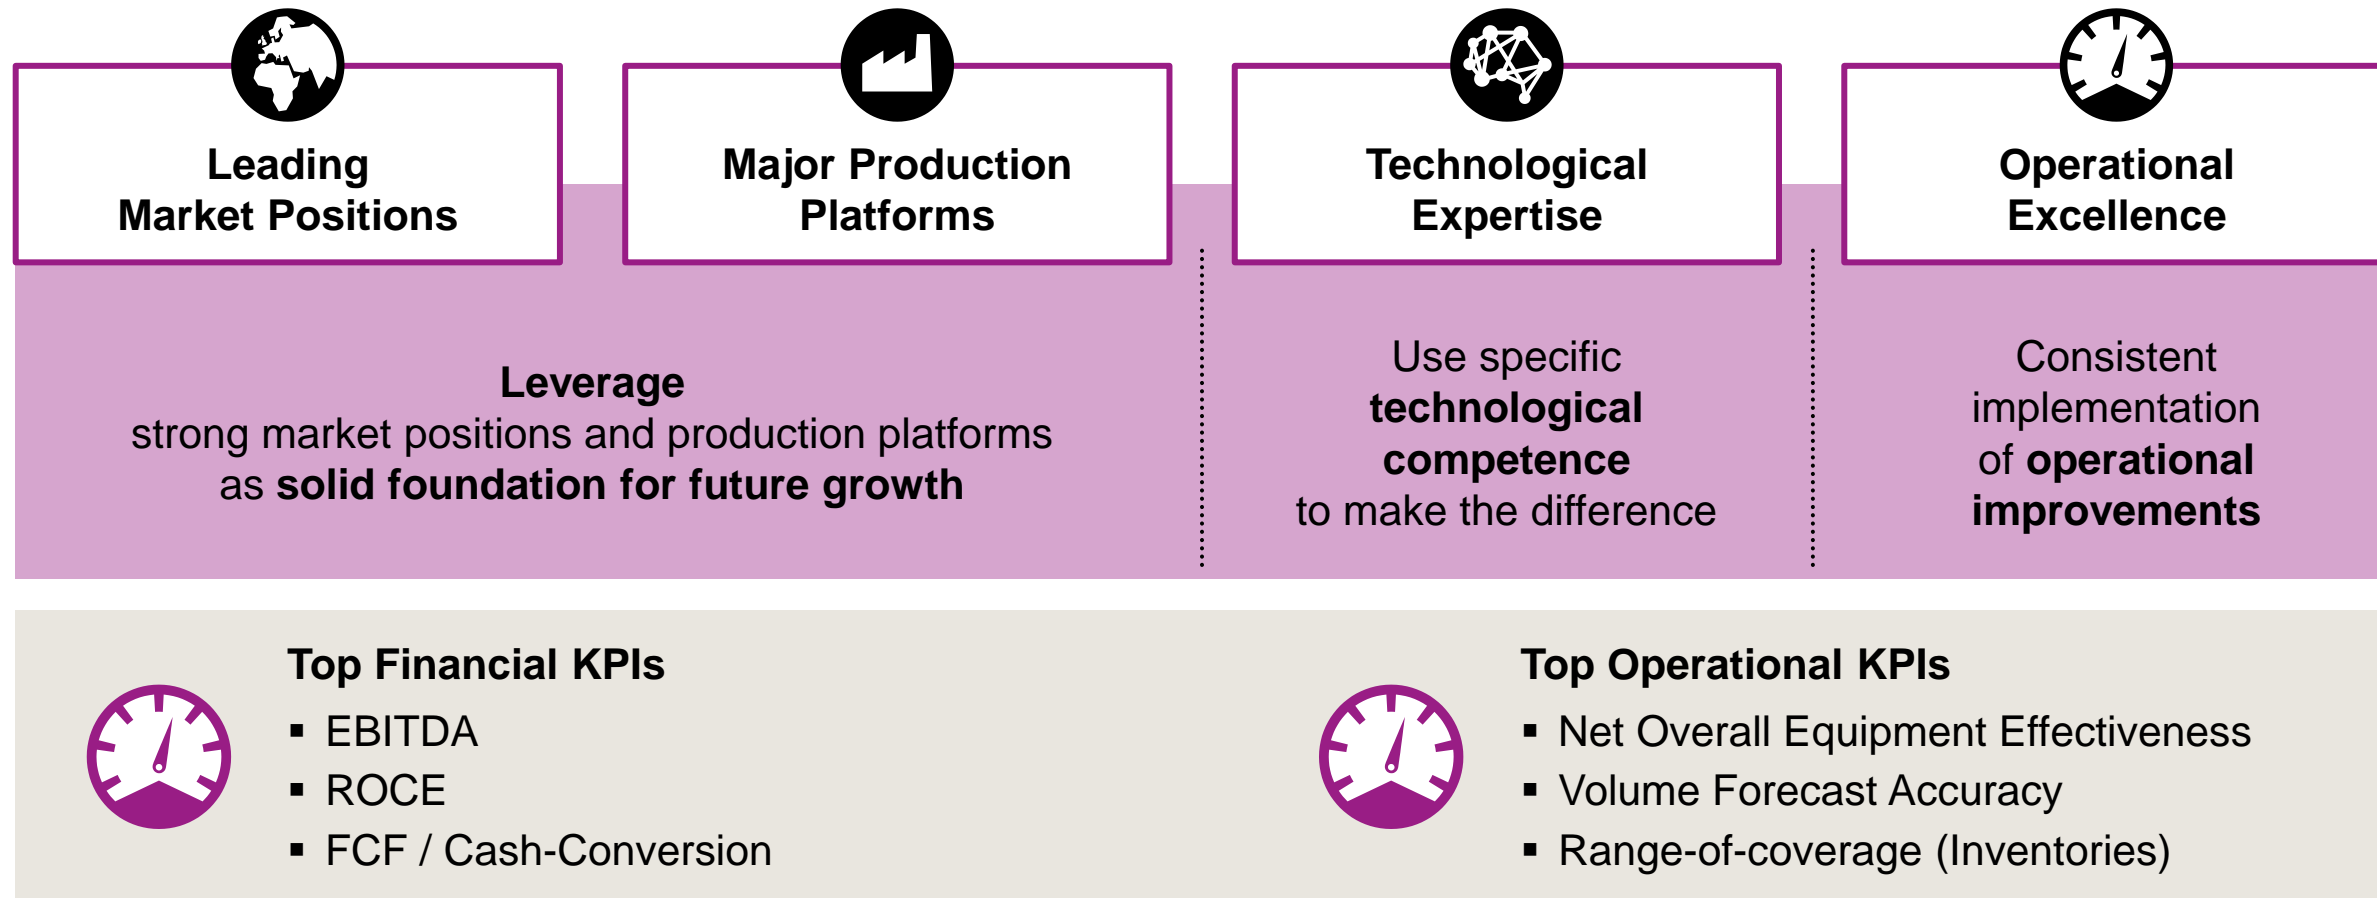 Leading
Market Positions
Major Production
Platforms
Technological
Expertise
Operational
Excellence
Leverage
strong market positions and production platforms
as solid foundation for future growth
Use specific
technological
competence
to make the difference
Consistent
implementation
of operational
improvements
Top Financial KPIs
▪ EBITDA
▪ ROCE
▪ FCF / Cash-Conversion
Top Operational KPIs
▪ Net Overall Equipment Effectiveness
▪ Volume Forecast Accuracy
▪ Range-of-coverage (Inventories)